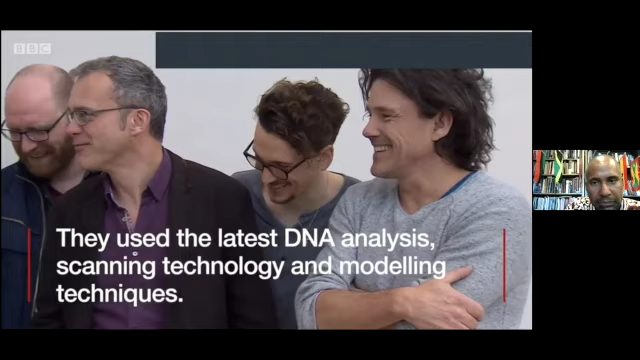 BBC
They used the latest DNA analysis,
scanning technology and modelling
techniques.